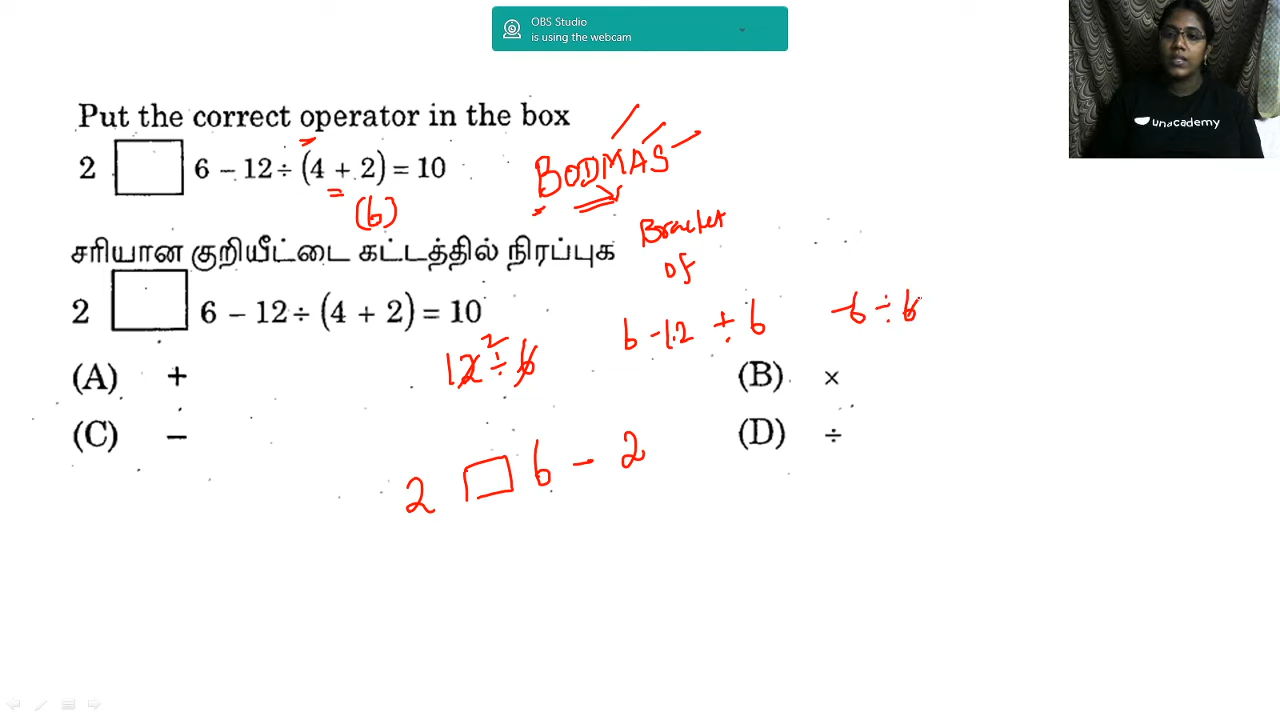 OBS Studio
is using the webcam
unacademy
Put the correct operator in the box
2 □ 6 – 12 ÷ (4 + 2) = 10
(6)
BODMAS
Bracket
of
சரியான குறியீட்டை கட்டத்தில் நிரப்புக
2 □ 6 – 12 ÷ (4 + 2) = 10
12 ÷ 6
2
6 - 12 ÷ 6
-6 ÷ 6
(A) +
(B) ×
(C) –
(D) ÷
2 □ 6 - 2